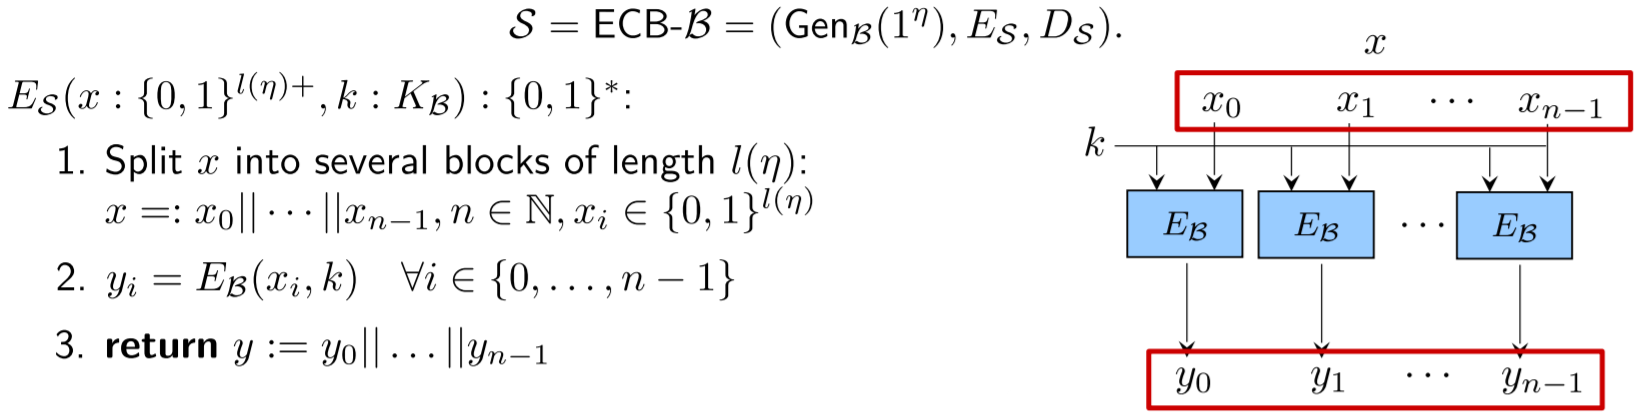 𝒮 = ECB-ℬ = (Gen_ℬ(1^η), E_𝒮, D_𝒮).
E_𝒮(x : {0, 1}^{l(η)+}, k : K_ℬ) : {0, 1}^*:
1. Split x into several blocks of length l(η):
x =: x_0|| · · · ||x_{n−1}, n ∈ ℕ, x_i ∈ {0, 1}^{l(η)}
2. y_i = E_ℬ(x_i, k) ∀i ∈ {0, . . . , n − 1}
3. return y := y_0|| . . . ||y_{n−1}
x
x_0 x_1 · · · x_{n−1}
k
E_ℬ E_ℬ · · · E_ℬ
y_0 y_1 · · · y_{n−1}